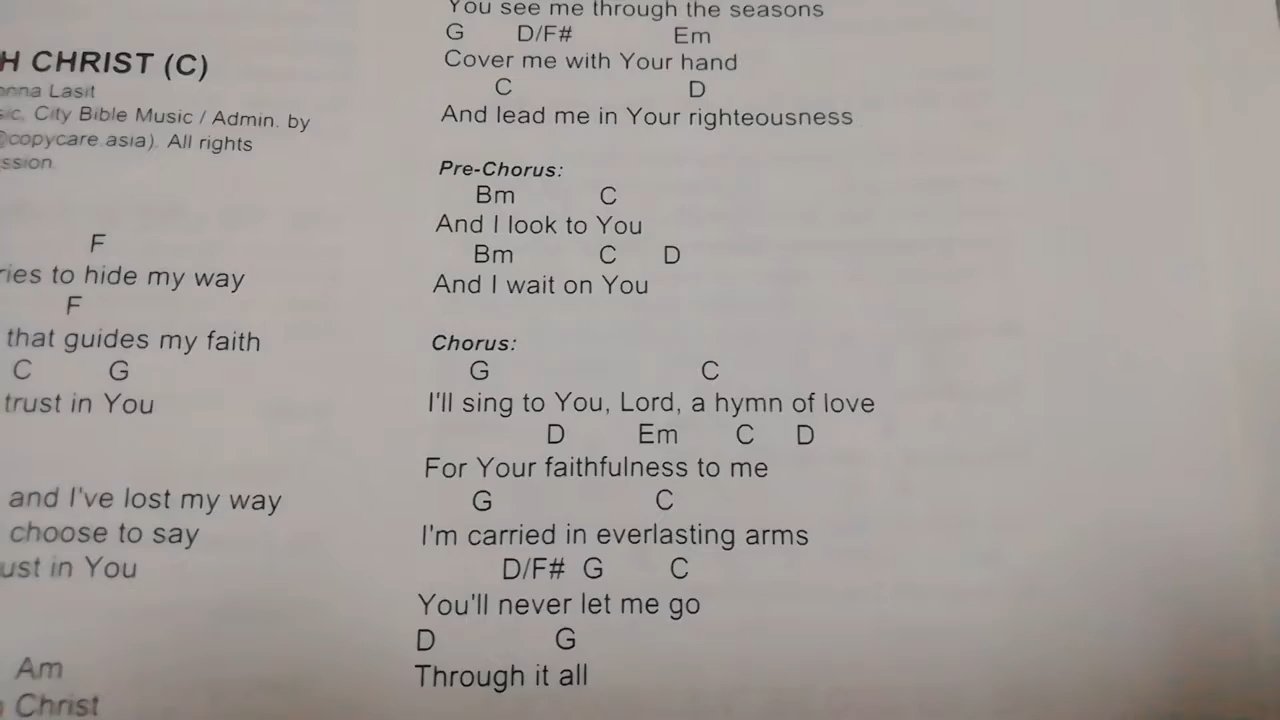 H CHRIST (C)
Lasit
City Bible Music / Admin. by
copycare.asia). All rights
F
to hide my way
F
that guides my faith
C G
trust in You
and I've lost my way
choose to say
in You
Am
Christ
You see me through the seasons
G D/F# Em
Cover me with Your hand
C D
And lead me in Your righteousness
Pre-Chorus:
Bm C
And I look to You
Bm C D
And I wait on You
Chorus:
G C
I'll sing to You, Lord, a hymn of love
D Em C D
For Your faithfulness to me
G C
I'm carried in everlasting arms
D/F# G C
You'll never let me go
D G
Through it all